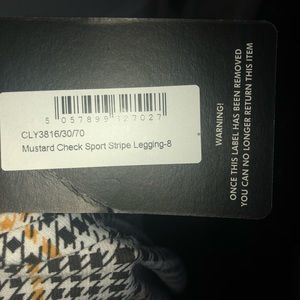 5 057899 327027
CLY3816/30/70
Mustard Check Sport Stripe Legging-8
WARNING!
ONCE THIS LABEL HAS BEEN REMOVED
YOU CAN NO LONGER RETURN THIS ITEM